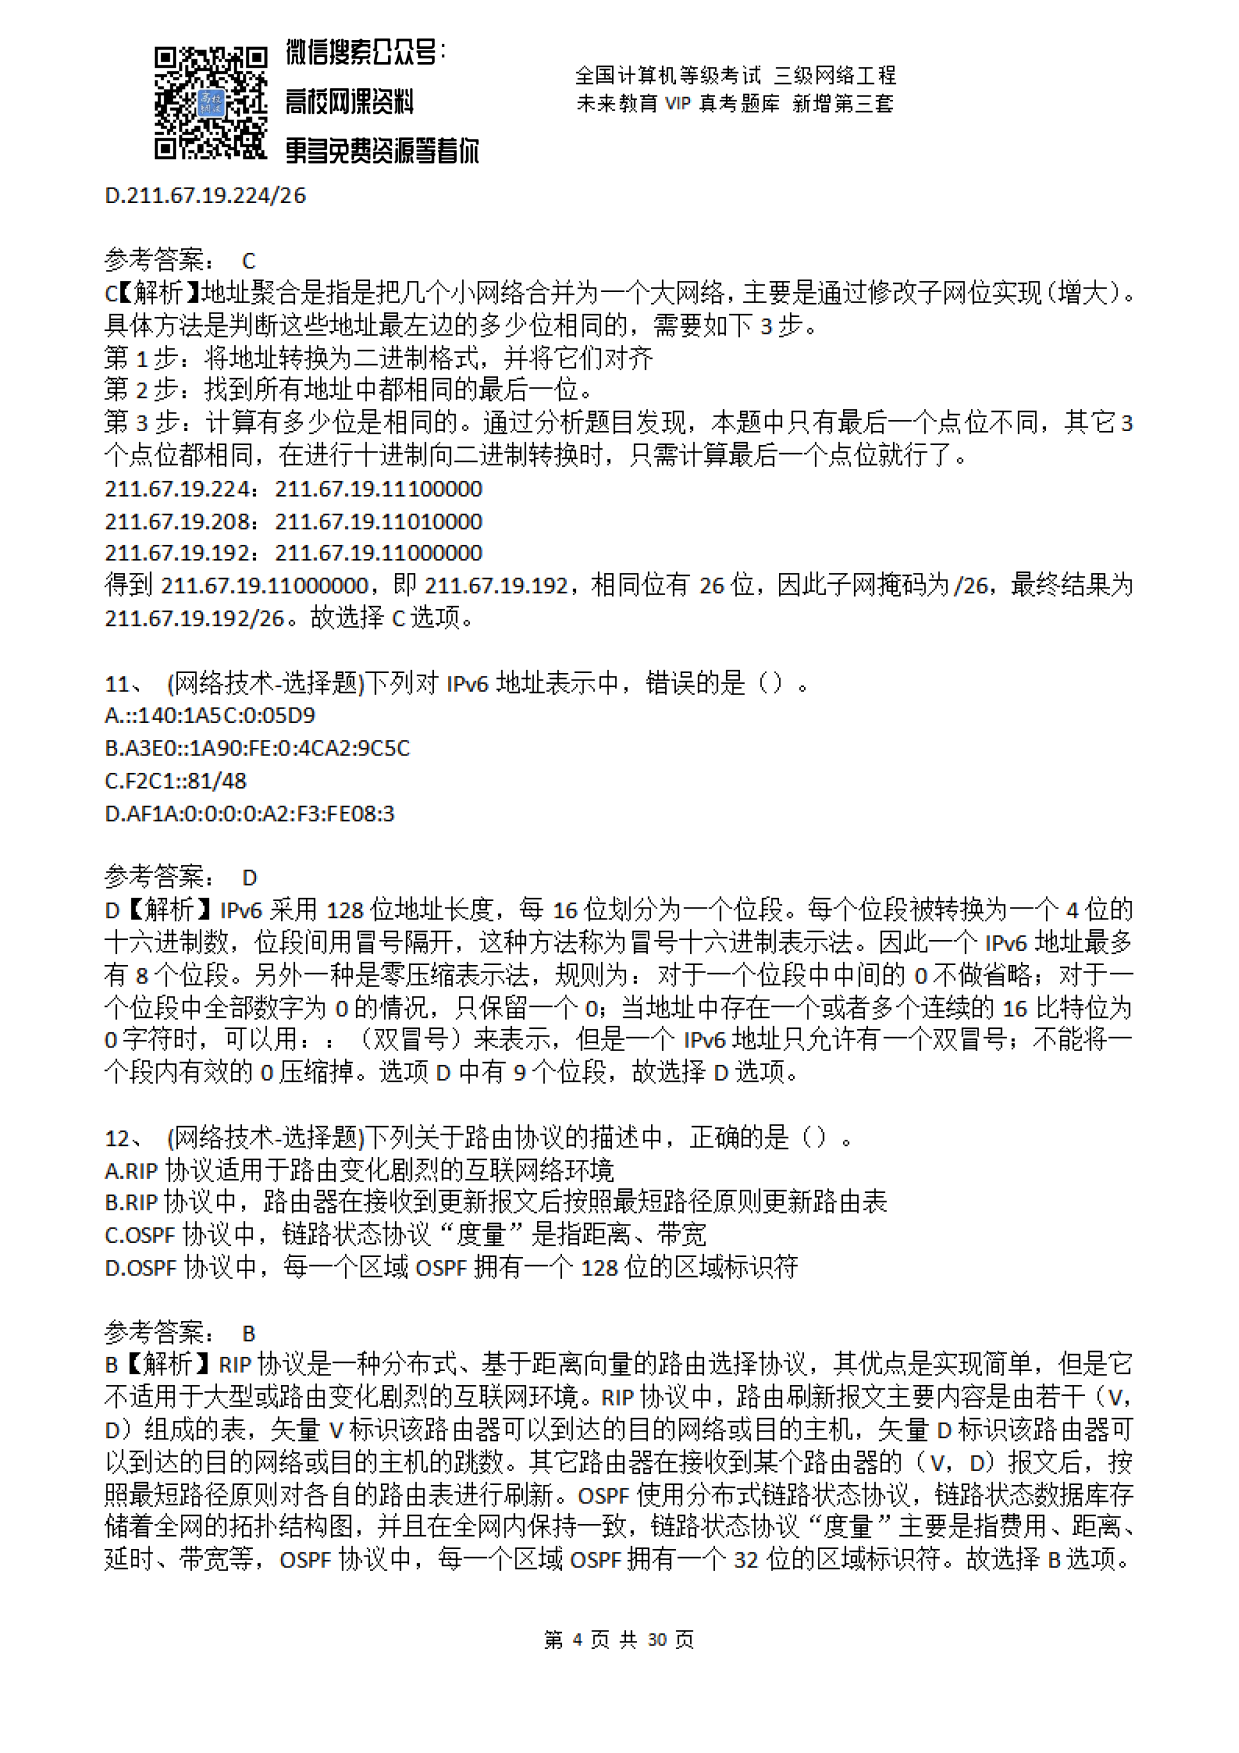 微信搜索公众号：
高校网课资料
更多免费资源等着你
全国计算机等级考试 三级网络工程
未来教育 VIP 真考题库 新增第三套
D.211.67.19.224/26
参考答案： C
C【解析】地址聚合是指是把几个小网络合并为一个大网络，主要是通过修改子网位实现（增大）。
具体方法是判断这些地址最左边的多少位相同的，需要如下 3 步。
第 1 步：将地址转换为二进制格式，并将它们对齐
第 2 步：找到所有地址中都相同的最后一位。
第 3 步：计算有多少位是相同的。通过分析题目发现，本题中只有最后一个点位不同，其它 3
个点位都相同，在进行十进制向二进制转换时，只需计算最后一个点位就行了。
211.67.19.224：211.67.19.11100000
211.67.19.208：211.67.19.11010000
211.67.19.192：211.67.19.11000000
得到 211.67.19.11000000，即 211.67.19.192，相同位有 26 位，因此子网掩码为 /26，最终结果为
211.67.19.192/26。故选择 C 选项。
11、 (网络技术-选择题)下列对 IPv6 地址表示中，错误的是（）。
A.::140:1A5C:0:05D9
B.A3E0::1A90:FE:0:4CA2:9C5C
C.F2C1::81/48
D.AF1A:0:0:0:0:A2:F3:FE08:3
参考答案： D
D【解析】IPv6 采用 128 位地址长度，每 16 位划分为一个位段。每个位段被转换为一个 4 位的
十六进制数，位段间用冒号隔开，这种方法称为冒号十六进制表示法。因此一个 IPv6 地址最多
有 8 个位段。另外一种是零压缩表示法，规则为：对于一个位段中中间的 0 不做省略；对于一
个位段中全部数字为 0 的情况，只保留一个 0；当地址中存在一个或者多个连续的 16 比特位为
0 字符时，可以用：：（双冒号）来表示，但是一个 IPv6 地址只允许有一个双冒号；不能将一
个段内有效的 0 压缩掉。选项 D 中有 9 个位段，故选择 D 选项。
12、 (网络技术-选择题)下列关于路由协议的描述中，正确的是（）。
A.RIP 协议适用于路由变化剧烈的互联网络环境
B.RIP 协议中，路由器在接收到更新报文后按照最短路径原则更新路由表
C.OSPF 协议中，链路状态协议“度量”是指距离、带宽
D.OSPF 协议中，每一个区域 OSPF 拥有一个 128 位的区域标识符
参考答案： B
B【解析】RIP 协议是一种分布式、基于距离向量的路由选择协议，其优点是实现简单，但是它
不适用于大型或路由变化剧烈的互联网环境。RIP 协议中，路由刷新报文主要内容是由若干（V，
D）组成的表，矢量 V 标识该路由器可以到达的目的网络或目的主机，矢量 D 标识该路由器可
以到达的目的网络或目的主机的跳数。其它路由器在接收到某个路由器的（V，D）报文后，按
照最短路径原则对各自的路由表进行刷新。OSPF 使用分布式链路状态协议，链路状态数据库存
储着全网的拓扑结构图，并且在全网内保持一致，链路状态协议“度量”主要是指费用、距离、
延时、带宽等，OSPF 协议中，每一个区域 OSPF 拥有一个 32 位的区域标识符。故选择 B 选项。
第 4 页 共 30 页